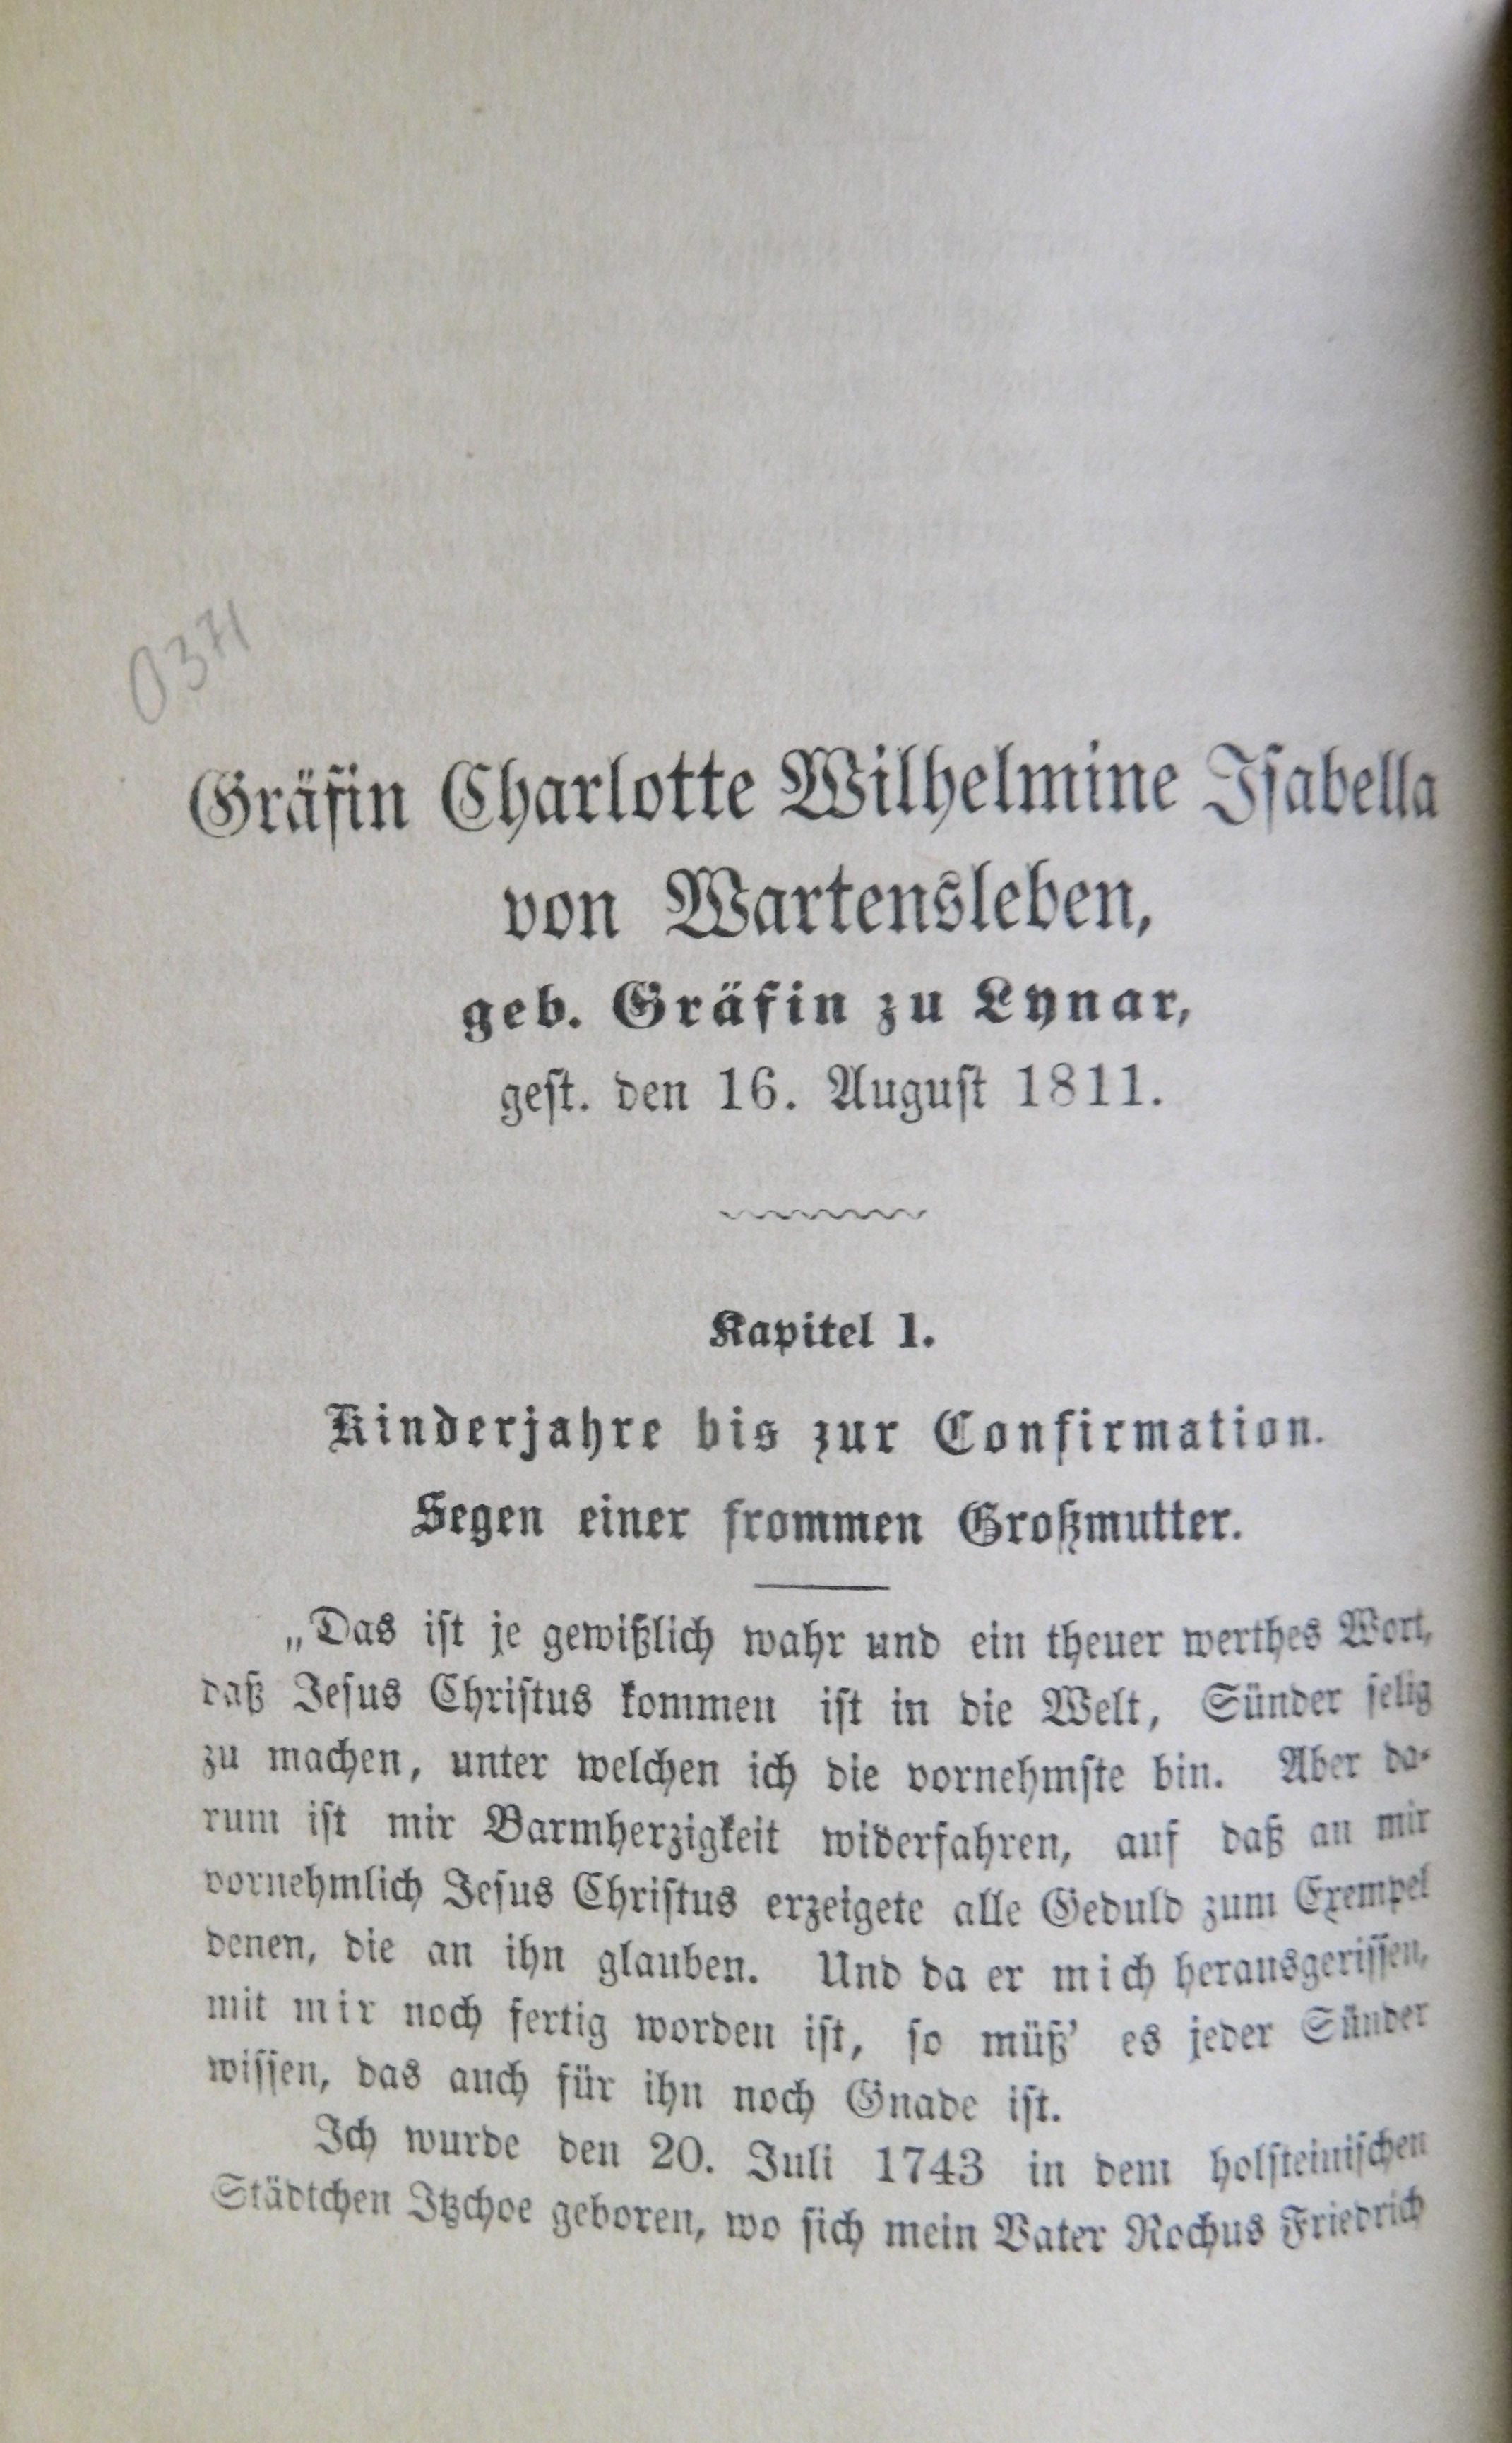 0371
Gräfin Charlotte Wilhelmine Isabella
von Wartensleben,
geb. Gräfin zu Lynar,
gest. den 16. August 1811.
Kapitel 1.
Kinderjahre bis zur Confirmation.
Segen einer frommen Großmutter.
„Das ist je gewißlich wahr und ein theuer werthes Wort,
daß Jesus Christus kommen ist in die Welt, Sünder selig
zu machen, unter welchen ich die vornehmste bin. Aber da-
rum ist mir Barmherzigkeit widerfahren, auf daß an mir
vornehmlich Jesus Christus erzeigete alle Geduld zum Exempel
denen, die an ihn glauben. Und da er mich herausgerissen,
mit mir noch fertig worden ist, so müß' es jeder Sünder
wissen, das auch für ihn noch Gnade ist.
Ich wurde den 20. Juli 1743 in dem holsteinischen
Städtchen Itzchoe geboren, wo sich mein Vater Rochus Friedrich